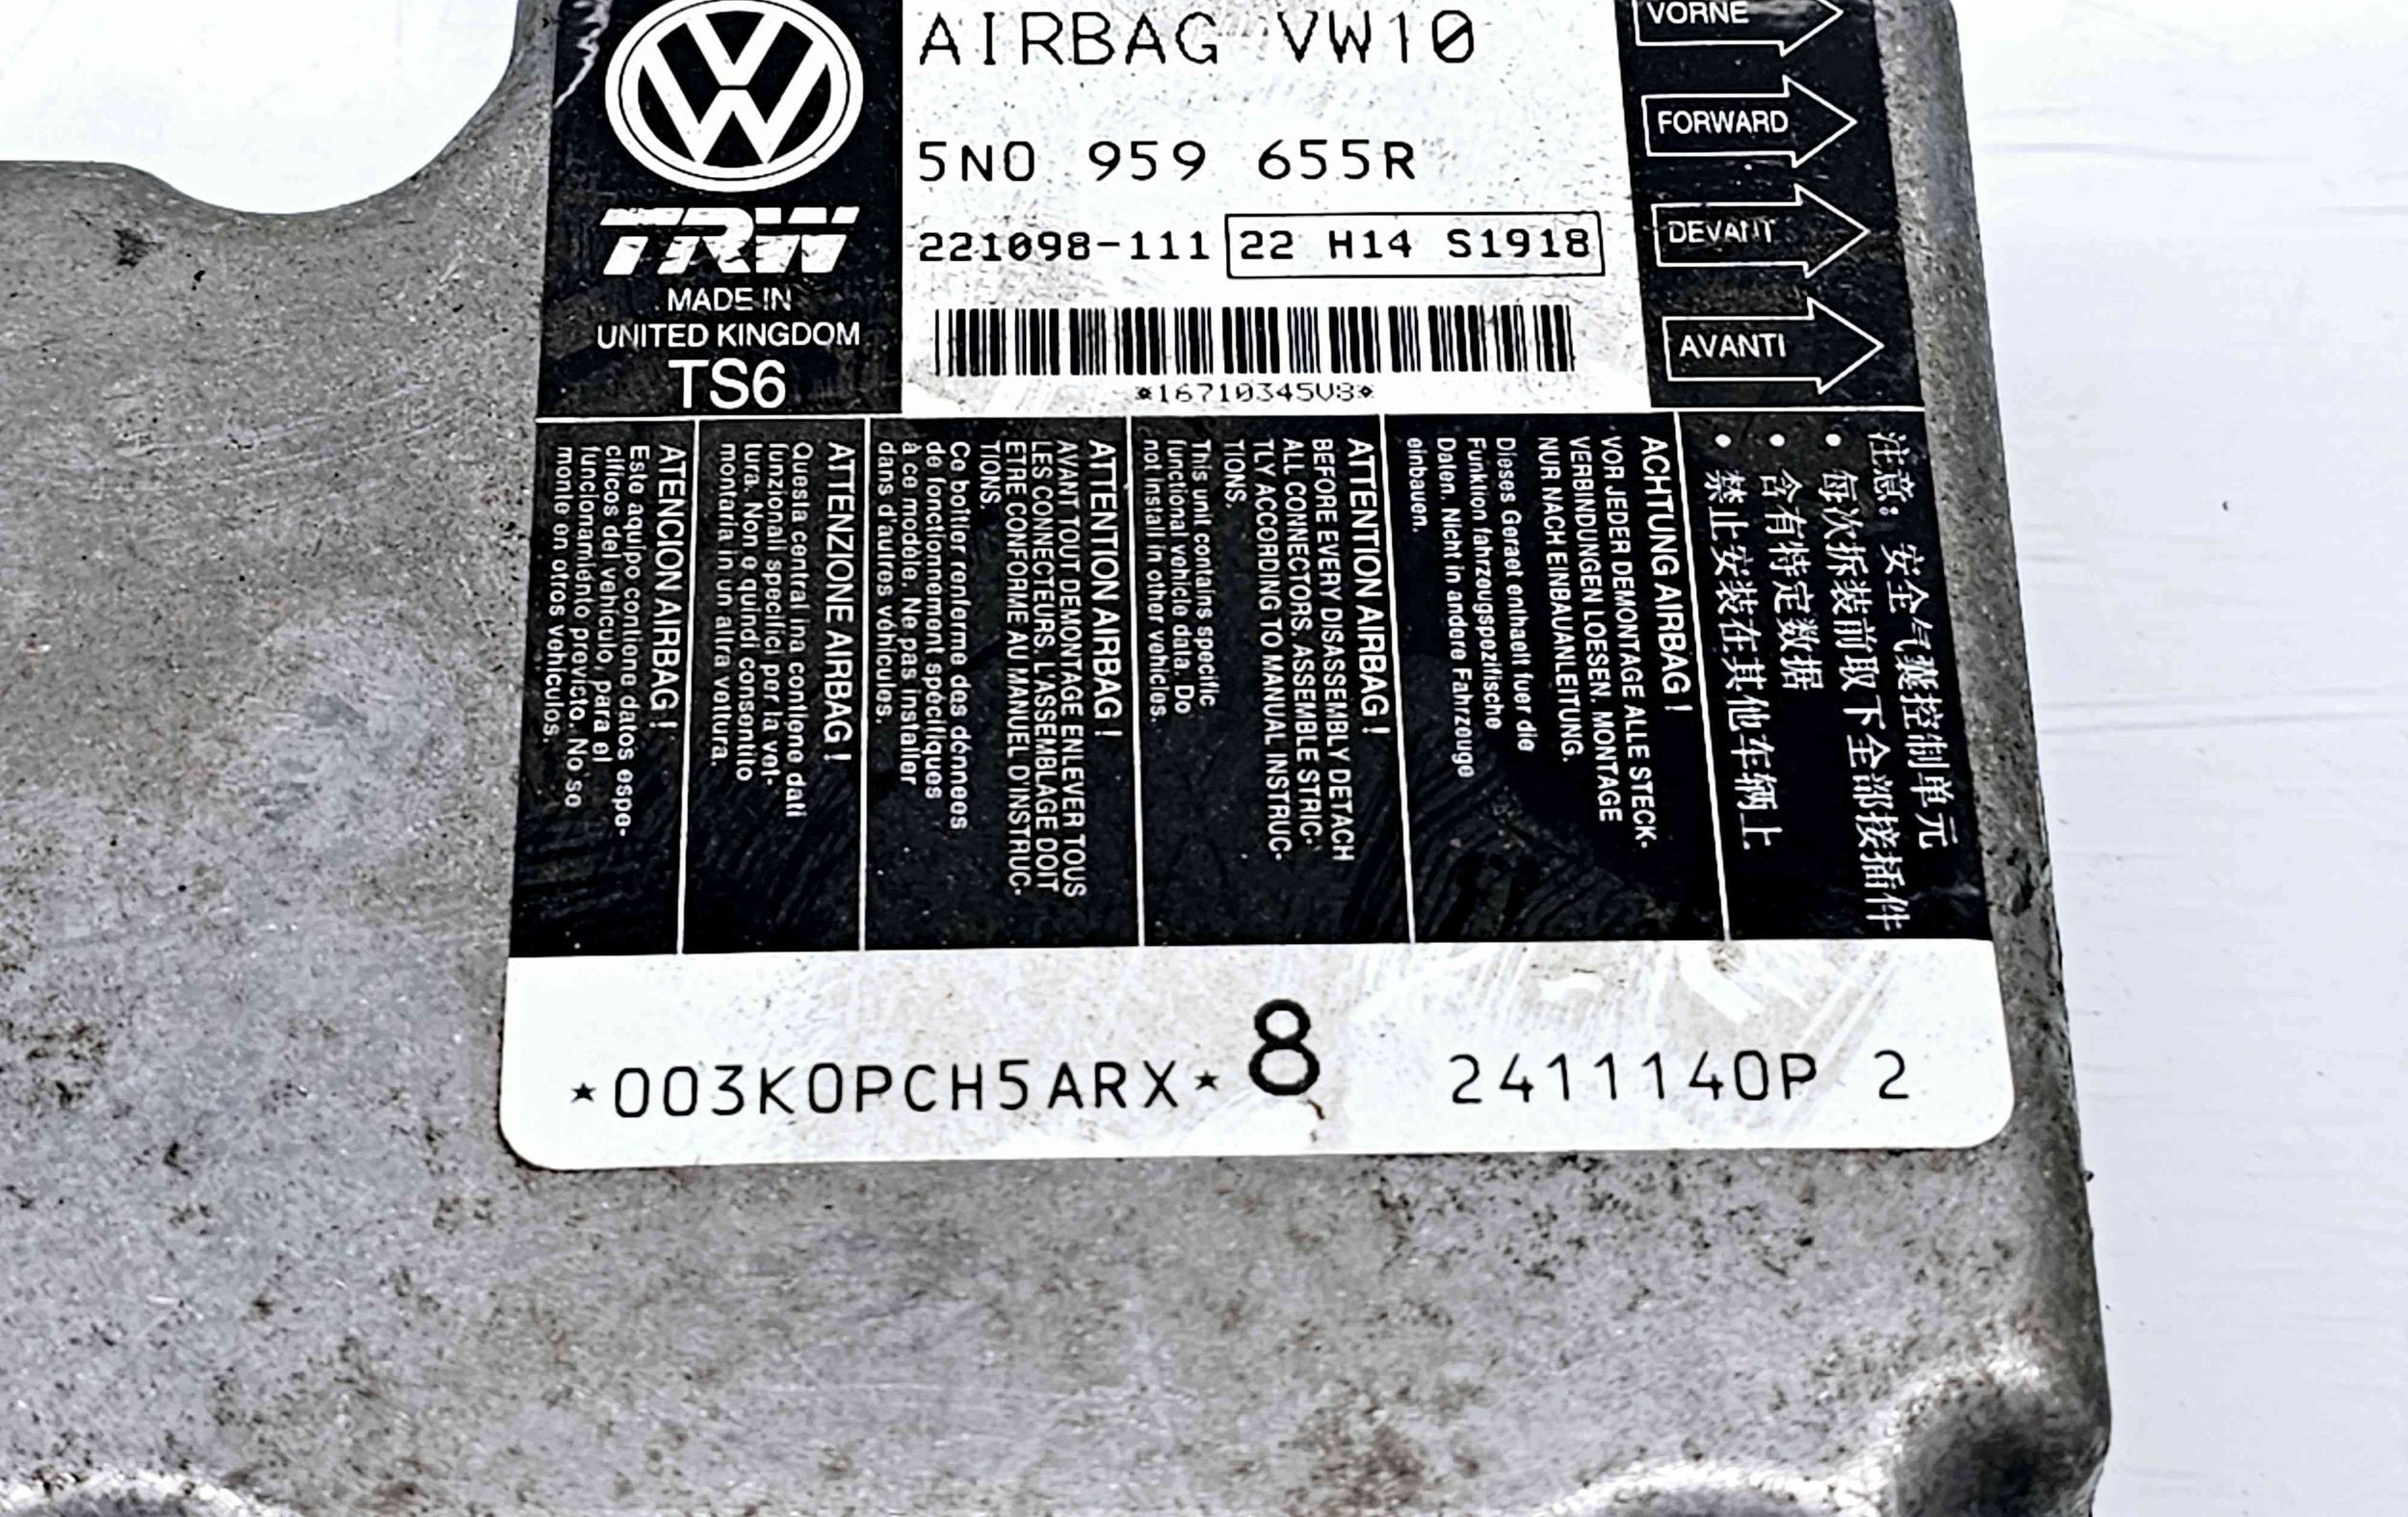 AIRBAG VW10
5N0 959 655R
221098-111 22 H14 S1918
*16710345V8*
TRW
MADE IN
UNITED KINGDOM
TS6
VORNE
FORWARD
DEVANT
AVANTI
注意: 安全气囊控制单元
• 每次拆装前取下全部接插件
• 含有特定数据
• 禁止安装在其他车辆上
ACHTUNG AIRBAG !
VOR JEDER DEMONTAGE ALLE STECK-
VERBINDUNGEN LOESEN. MONTAGE
NUR NACH EINBAUANLEITUNG.
Dieses Geraet enthaelt fuer die
Funktion fahrzeugspezifische
Daten. Nicht in andere Fahrzeuge
einbauen.
ATTENTION AIRBAG !
BEFORE EVERY DISASSEMBLY DETACH
ALL CONNECTORS. ASSEMBLE STRIC-
TLY ACCORDING TO MANUAL INSTRUC-
TIONS.
This unit contains specific
functional vehicle data. Do
not install in other vehicles.
ATTENTION AIRBAG !
AVANT TOUT DEMONTAGE ENLEVER TOUS
LES CONNECTEURS. L'ASSEMBLAGE DOIT
ETRE CONFORME AU MANUEL D'INSTRUC-
TIONS.
Ce boîtier renferme des données
de fonctionnement spécifiques
à ce modèle. Ne pas installer
dans d'autres véhicules.
ATTENZIONE AIRBAG !
Questa central ina contiene dati
funzionali specifici per la vet-
tura. Non e quindi consentito
montaria in un altra vettura.
ATENCION AIRBAG !
Este aquipo contiene datos espe-
cíficos del vehículo, para el
funcionamiento previcto. No se
monte en otros vehículos.
*003K0PCH5ARX* 8 2411140P 2